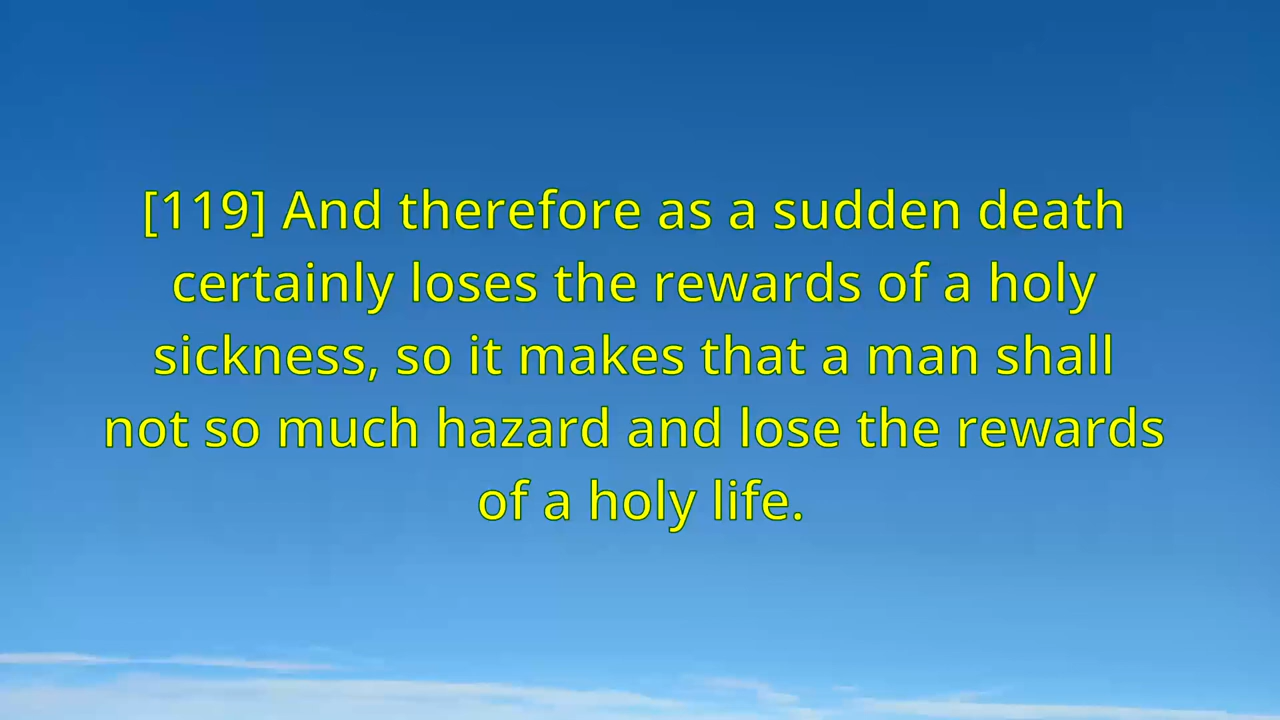 [119] And therefore as a sudden death
certainly loses the rewards of a holy
sickness, so it makes that a man shall
not so much hazard and lose the rewards
of a holy life.